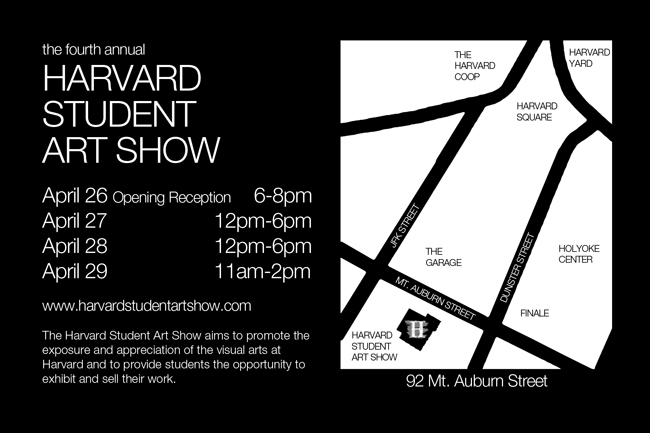 the fourth annual
HARVARD
STUDENT
ART SHOW
April 26 Opening Reception 6-8pm
April 27 12pm-6pm
April 28 12pm-6pm
April 29 11am-2pm
www.harvardstudentartshow.com
The Harvard Student Art Show aims to promote the
exposure and appreciation of the visual arts at
Harvard and to provide students the opportunity to
exhibit and sell their work.
THE
HARVARD
COOP
HARVARD
YARD
HARVARD
SQUARE
JFK STREET
THE
GARAGE
DUNSTER STREET
HOLYOKE
CENTER
MT. AUBURN STREET
FINALE
H
HARVARD
STUDENT
ART SHOW
92 Mt. Auburn Street